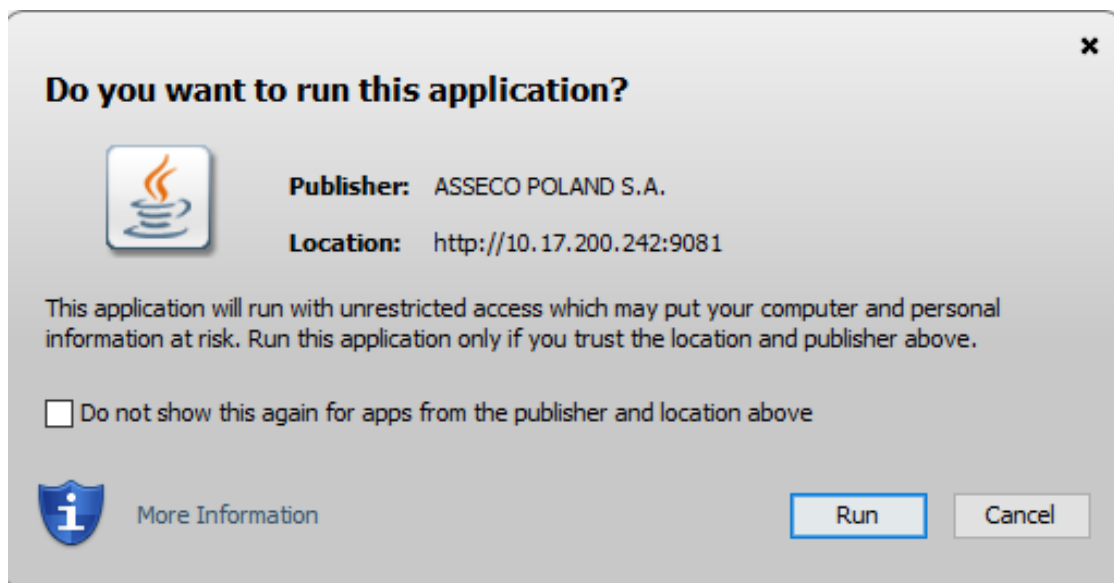 Do you want to run this application?
Publisher: ASSECO POLAND S.A.
Location: http://10.17.200.242:9081
This application will run with unrestricted access which may put your computer and personal
information at risk. Run this application only if you trust the location and publisher above.
Do not show this again for apps from the publisher and location above
More Information
Run
Cancel